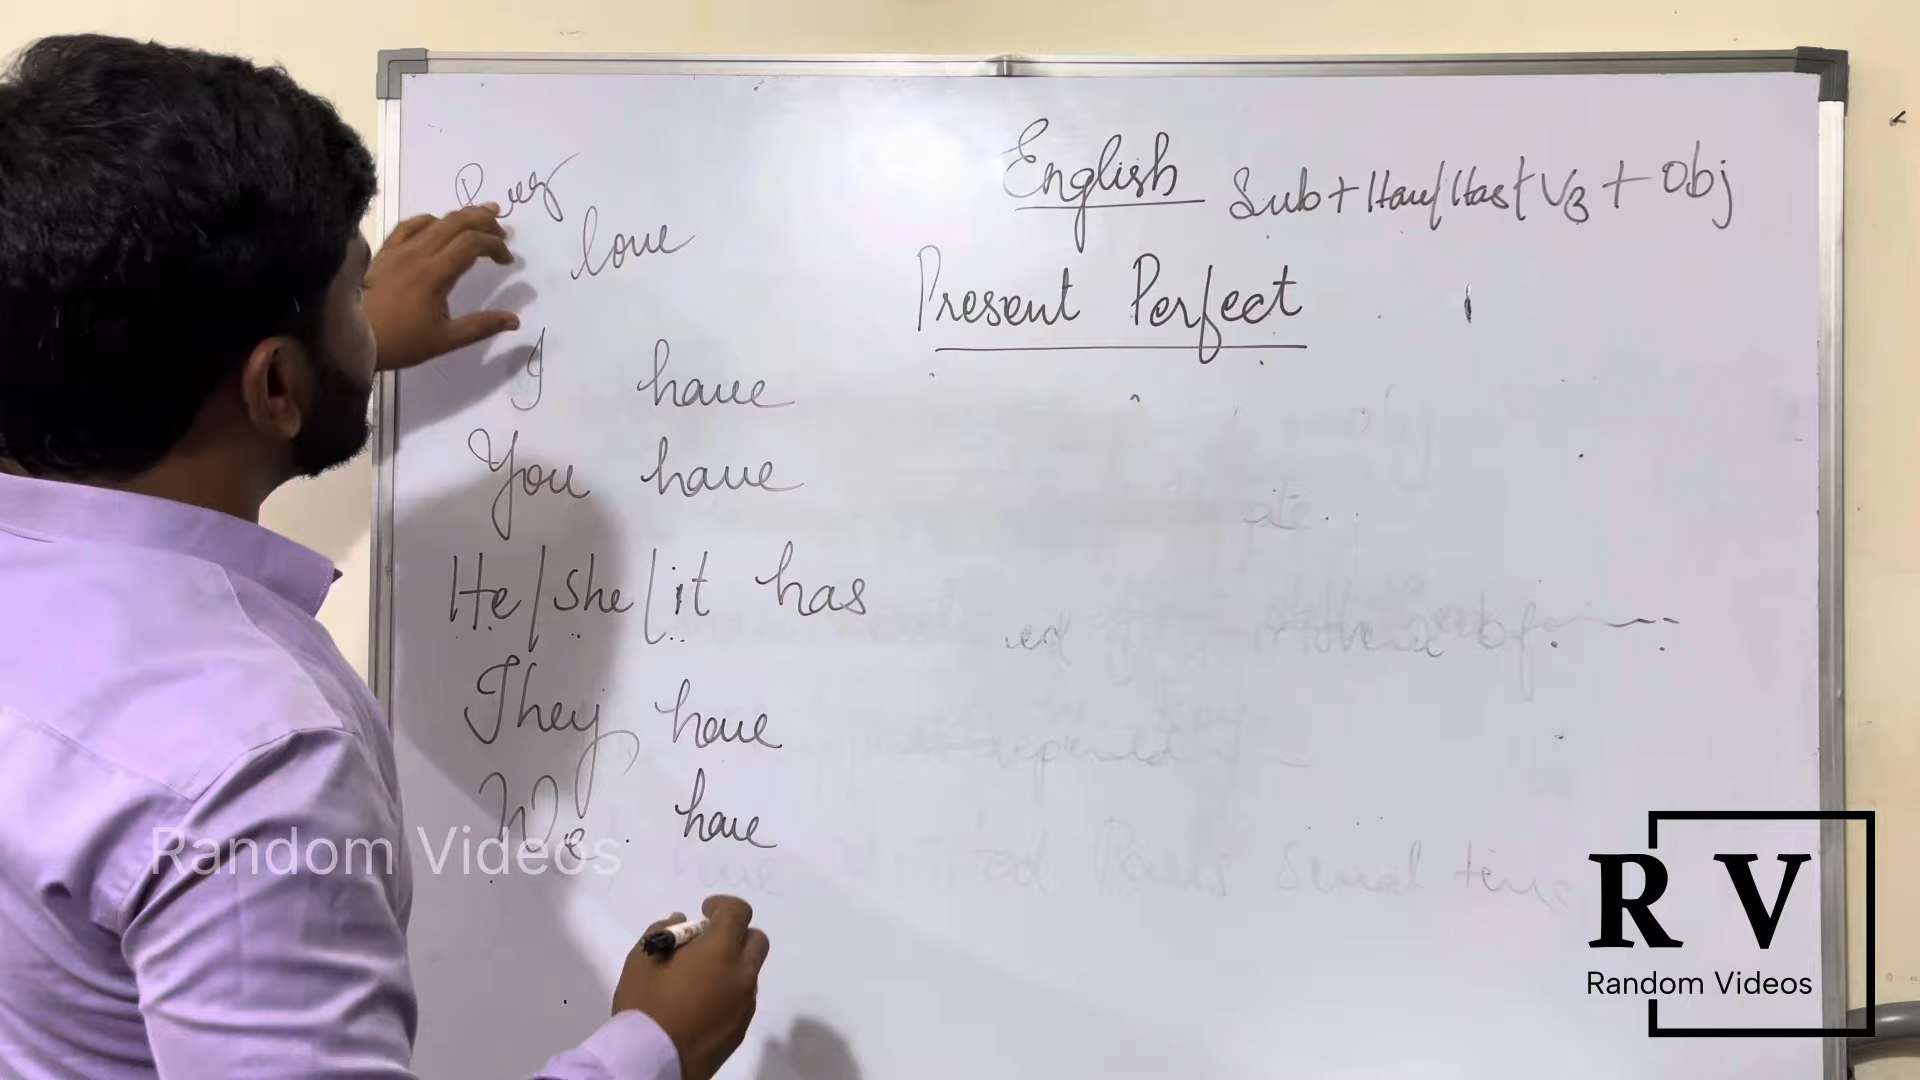 English Sub + Have/Has + V3 + Obj
love
Present Perfect
I have
You have
He/She/it has
They have
We have
Random Videos
RV
Random Videos